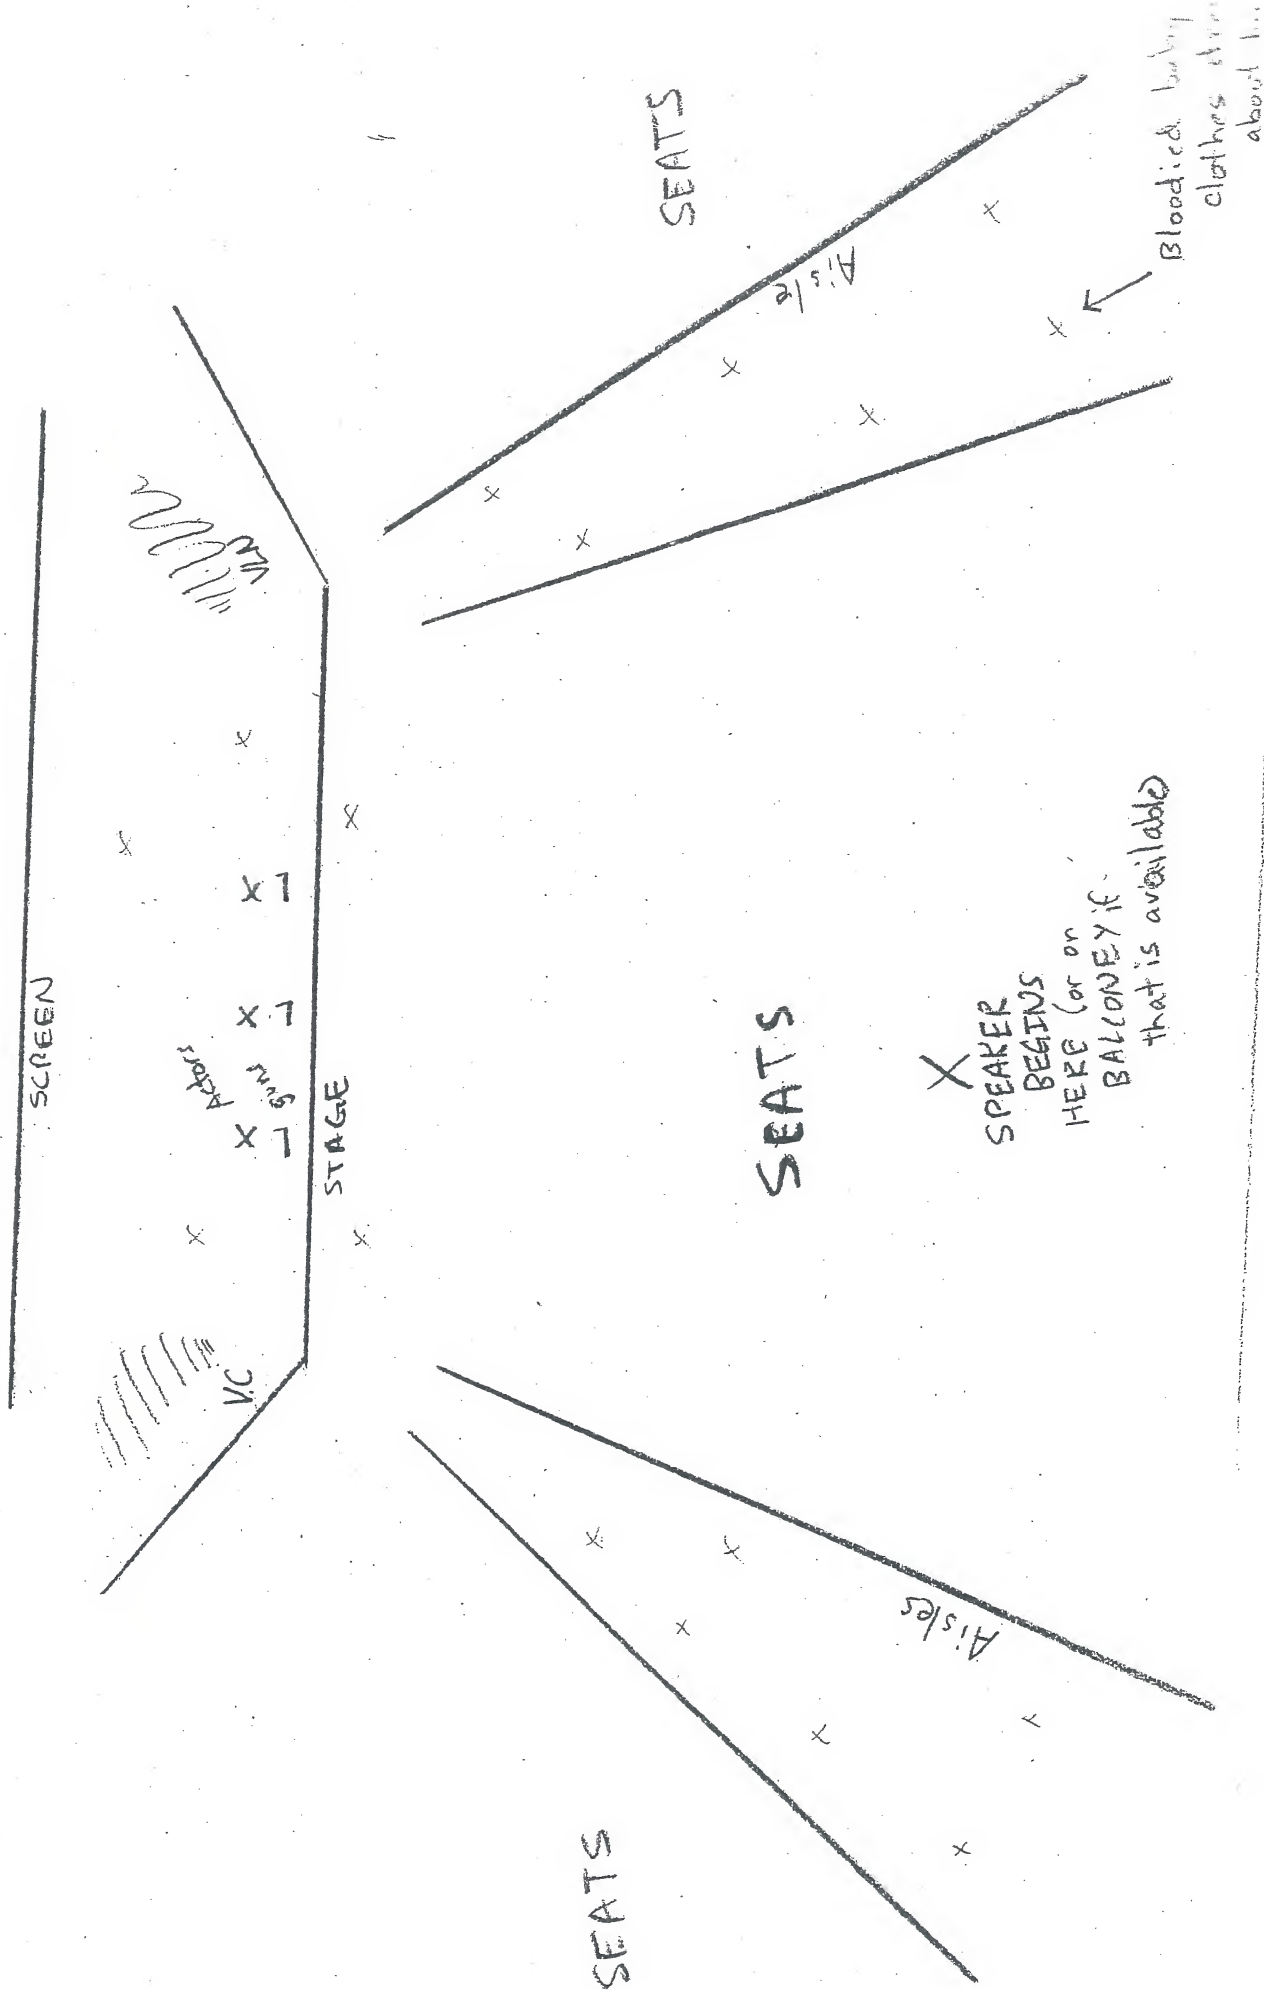 SCREEN
Actors
guns
X X X
STAGE
V.C
SEATS
Aisles
SEATS
Aisle
SEATS
X
SPEAKER
BEGINS
HERE (or on
BALCONEY if
that is available)
Bloodied
clothes
about